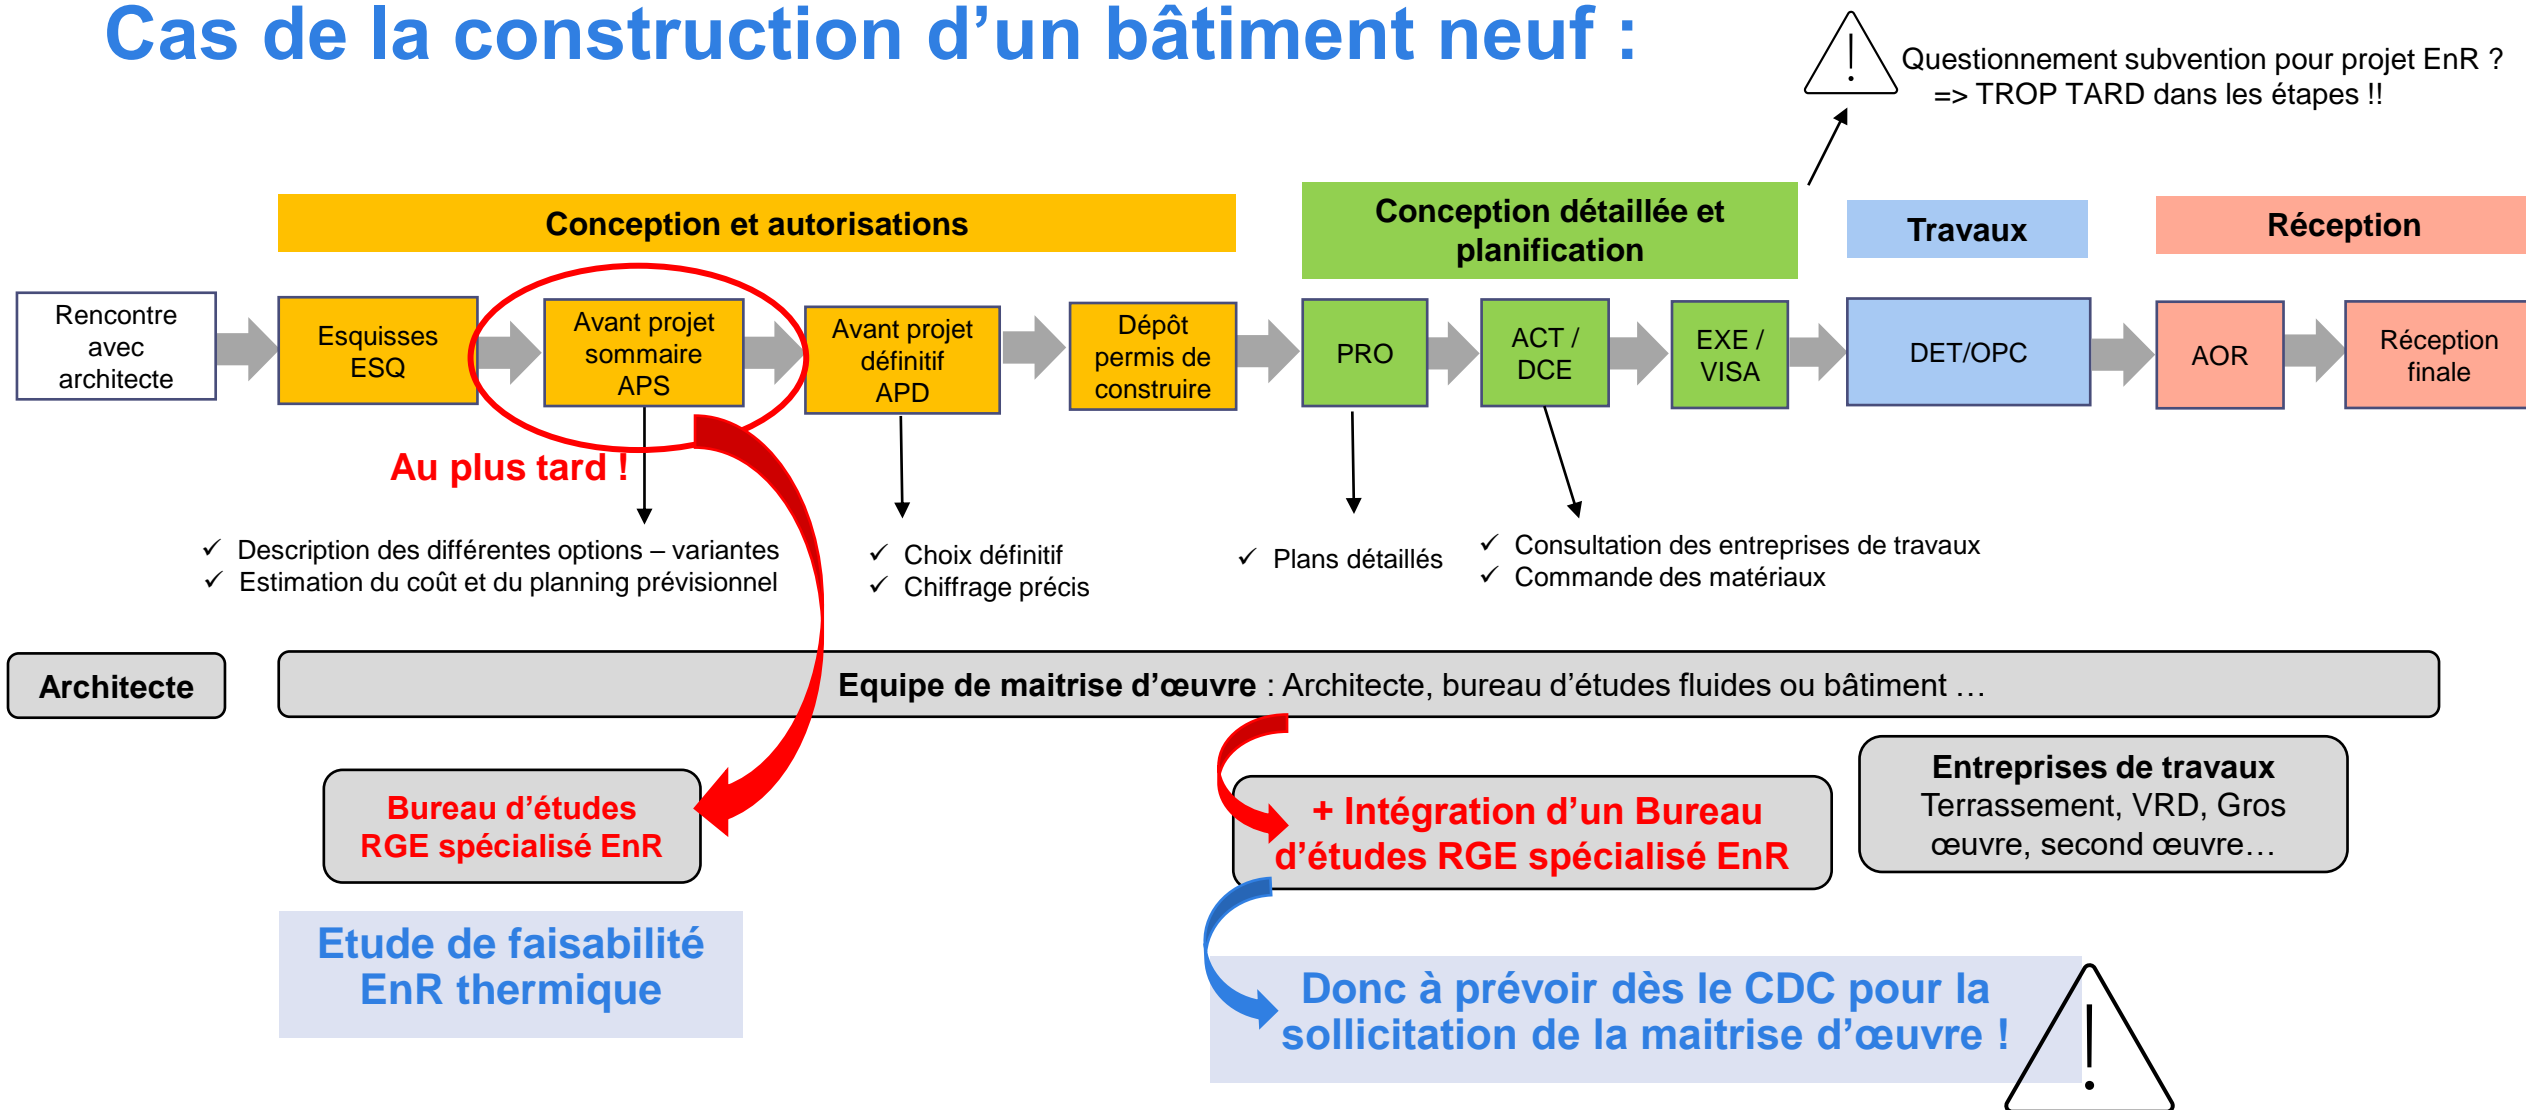 Cas de la construction d’un bâtiment neuf :
Questionnement subvention pour projet EnR ?
=> TROP TARD dans les étapes !!
Conception et autorisations
Conception détaillée et
planification
Travaux
Réception
Rencontre
avec
architecte
Esquisses
ESQ
Avant projet
sommaire
APS
Avant projet
définitif
APD
Dépôt
permis de
construire
PRO
ACT /
DCE
EXE /
VISA
DET/OPC
AOR
Réception
finale
Au plus tard !
✓ Description des différentes options – variantes
✓ Estimation du coût et du planning prévisionnel
✓ Choix définitif
✓ Chiffrage précis
✓ Plans détaillés
✓ Consultation des entreprises de travaux
✓ Commande des matériaux
Architecte
Equipe de maitrise d’œuvre : Architecte, bureau d’études fluides ou bâtiment …
Bureau d’études
RGE spécialisé EnR
+ Intégration d’un Bureau
d’études RGE spécialisé EnR
Entreprises de travaux
Terrassement, VRD, Gros
œuvre, second œuvre…
Etude de faisabilité
EnR thermique
Donc à prévoir dès le CDC pour la
sollicitation de la maitrise d’œuvre !